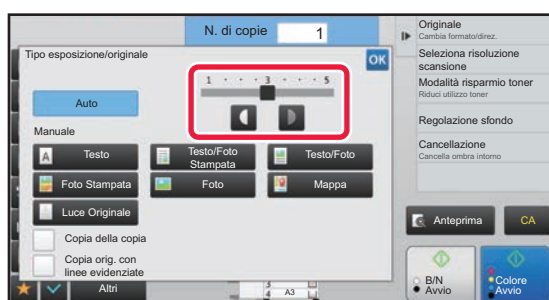 N. di copie 1
Tipo esposizione/originale
OK
1 3 5
Auto
Manuale
Testo
Testo/Foto
Stampata
Testo/Foto
Foto Stampata
Foto
Mappa
Luce Originale
Copia della copia
Copia orig. con
linee evidenziate
Altri
3
4 A3
Originale
Cambia formato/direz.
Seleziona risoluzione
scansione
Modalità risparmio toner
Riduci utilizzo toner
Regolazione sfondo
Cancellazione
Cancella ombra intorno
Anteprima
CA
B/N
Avvio
Colore
Avvio